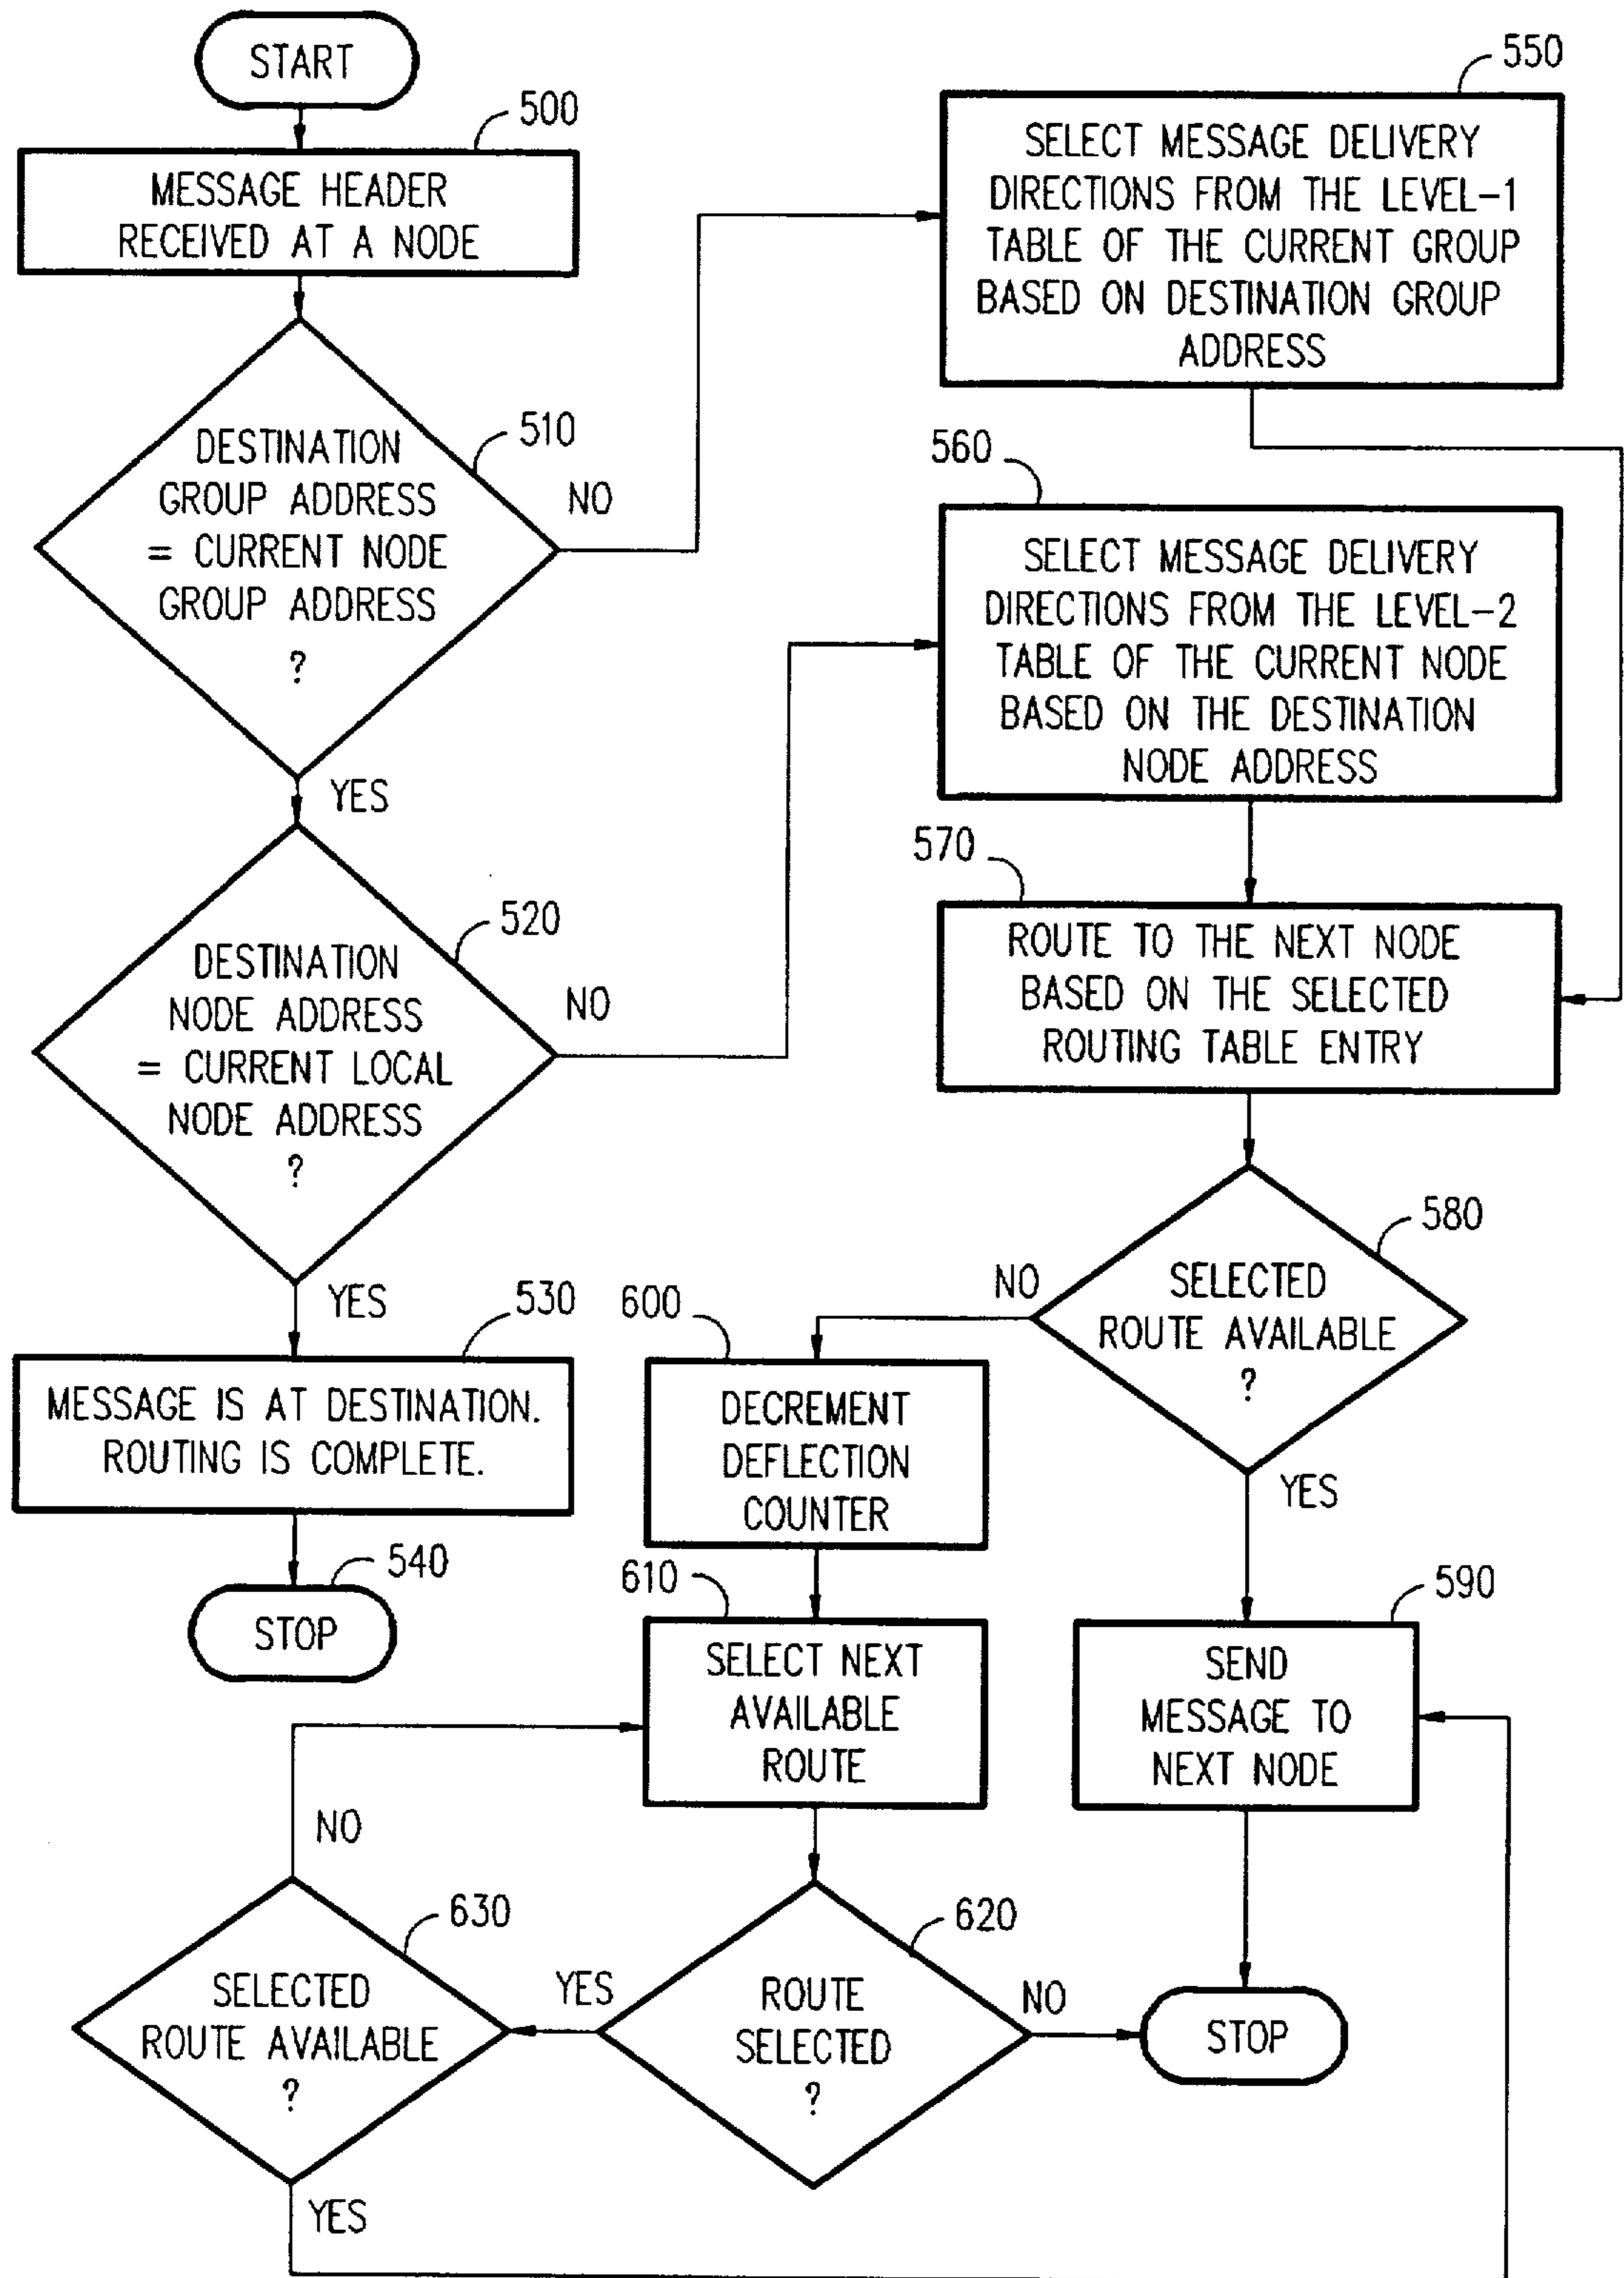 START
500
MESSAGE HEADER
RECEIVED AT A NODE
510
DESTINATION
GROUP ADDRESS
= CURRENT NODE
GROUP ADDRESS
?
NO
YES
520
DESTINATION
NODE ADDRESS
= CURRENT LOCAL
NODE ADDRESS
?
NO
YES
530
MESSAGE IS AT DESTINATION.
ROUTING IS COMPLETE.
540
STOP
550
SELECT MESSAGE DELIVERY
DIRECTIONS FROM THE LEVEL-1
TABLE OF THE CURRENT GROUP
BASED ON DESTINATION GROUP
ADDRESS
560
SELECT MESSAGE DELIVERY
DIRECTIONS FROM THE LEVEL-2
TABLE OF THE CURRENT NODE
BASED ON THE DESTINATION
NODE ADDRESS
570
ROUTE TO THE NEXT NODE
BASED ON THE SELECTED
ROUTING TABLE ENTRY
580
SELECTED
ROUTE AVAILABLE
?
NO
YES
600
DECREMENT
DEFLECTION
COUNTER
610
SELECT NEXT
AVAILABLE
ROUTE
590
SEND
MESSAGE TO
NEXT NODE
620
ROUTE
SELECTED
?
YES
NO
STOP
630
SELECTED
ROUTE AVAILABLE
?
NO
YES